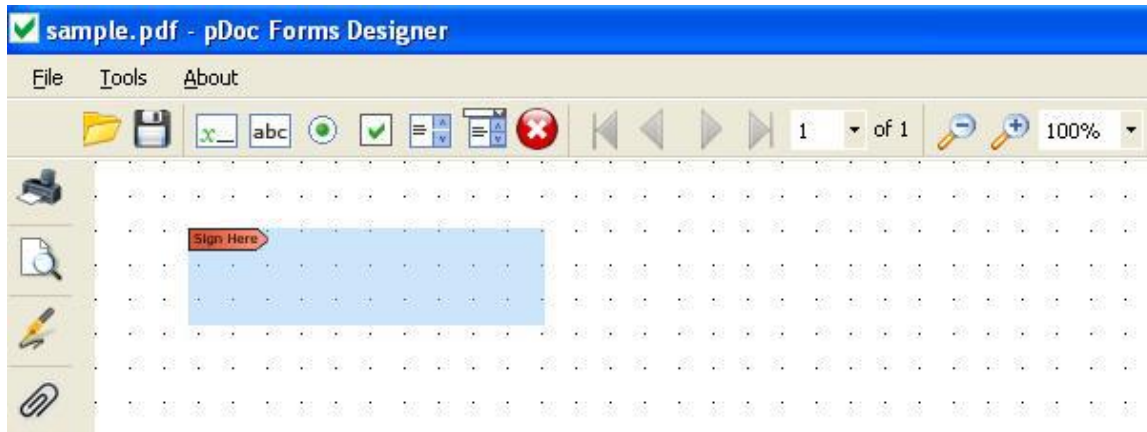 sample.pdf - pDoc Forms Designer
File Tools About
x_ abc 1 of 1 100%
Sign Here